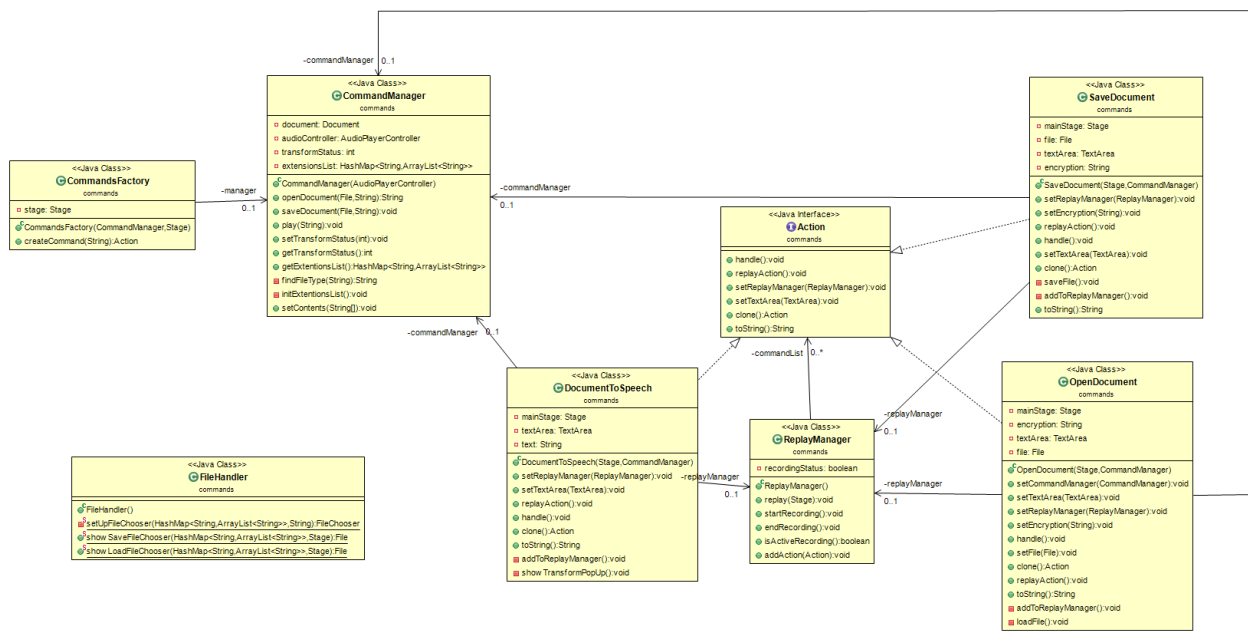 -commandManager
0..1
<<Java Class>>
CommandManager
commands
document: Document
audioController: AudioPlayerController
transformStatus: int
extensionsList: HashMap<String,ArrayList<String>>
CommandManager(AudioPlayerController)
openDocument(File,String):String
saveDocument(File,String):void
play(String):void
setTransformStatus(int):void
getTransformStatus():int
getExtentionsList():HashMap<String,ArrayList<String>>
findFileType(String):String
initExtentionsList():void
setContents(String[]):void
<<Java Class>>
CommandsFactory
commands
stage: Stage
CommandsFactory(CommandManager,Stage)
createCommand(String):Action
-manager
0..1
<<Java Class>>
SaveDocument
commands
mainStage: Stage
file: File
textArea: TextArea
encryption: String
SaveDocument(Stage,CommandManager)
setReplayManager(ReplayManager):void
setEncryption(String):void
replayAction():void
handle():void
setTextArea(TextArea):void
clone():Action
saveFile():void
addToReplayManager():void
toString():String
-commandManager
0..1
<<Java Interface>>
Action
commands
handle():void
replayAction():void
setReplayManager(ReplayManager):void
setTextArea(TextArea):void
clone():Action
toString():String
-commandManager
0..1
-commandList
0..*
<<Java Class>>
DocumentToSpeech
commands
mainStage: Stage
textArea: TextArea
text: String
DocumentToSpeech(Stage,CommandManager)
setReplayManager(ReplayManager):void
setTextArea(TextArea):void
replayAction():void
handle():void
clone():Action
toString():String
addToReplayManager():void
show TransformPopUp():void
-replayManager
0..1
<<Java Class>>
ReplayManager
commands
recordingStatus: boolean
ReplayManager()
replay(Stage):void
startRecording():void
endRecording():void
isActiveRecording():boolean
addAction(Action):void
-replayManager
0..1
-replayManager
0..1
<<Java Class>>
OpenDocument
commands
mainStage: Stage
encryption: String
textArea: TextArea
file: File
OpenDocument(Stage,CommandManager)
setCommandManager(CommandManager):void
setTextArea(TextArea):void
setReplayManager(ReplayManager):void
setEncryption(String):void
handle():void
setFile(File):void
clone():Action
replayAction():void
toString():String
addToReplayManager():void
loadFile():void
<<Java Class>>
FileHandler
commands
FileHandler()
setUpFileChooser(HashMap<String,ArrayList<String>>,String):FileChooser
show SaveFileChooser(HashMap<String,ArrayList<String>>,Stage):File
show LoadFileChooser(HashMap<String,ArrayList<String>>,Stage):File